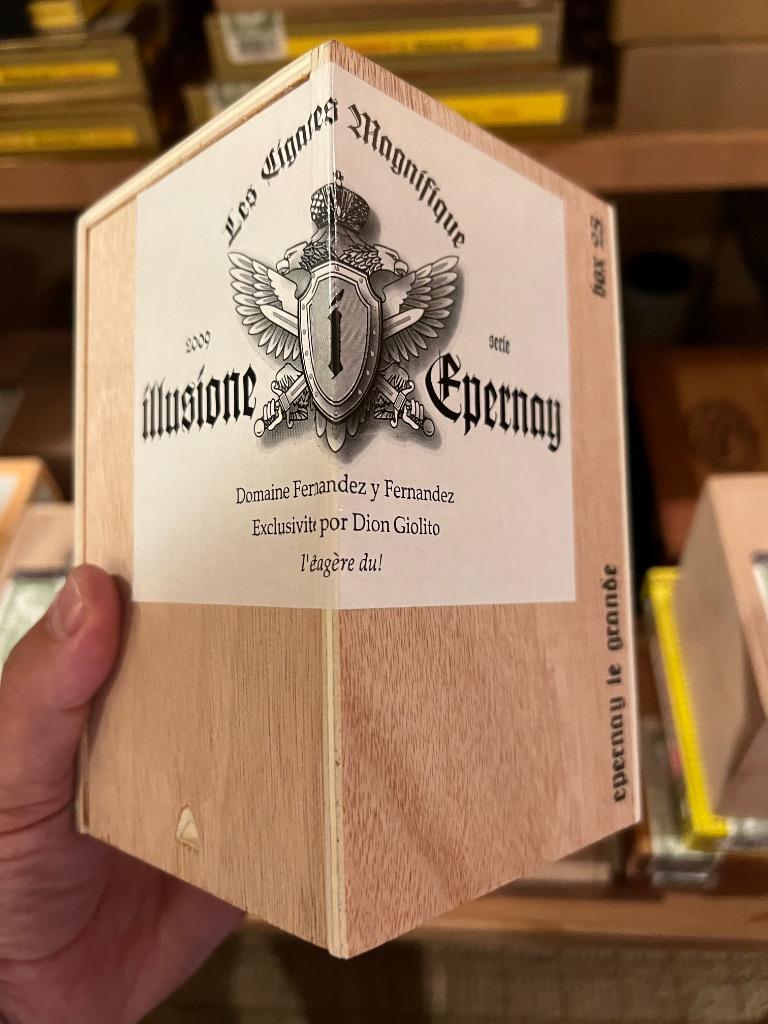 Les Cigares Magnifique
i
2009
serie
illusione
Epernay
Domaine Fernandez y Fernandez
Exclusivite por Dion Giolito
l'étagère du!
box 25
epernay le grande